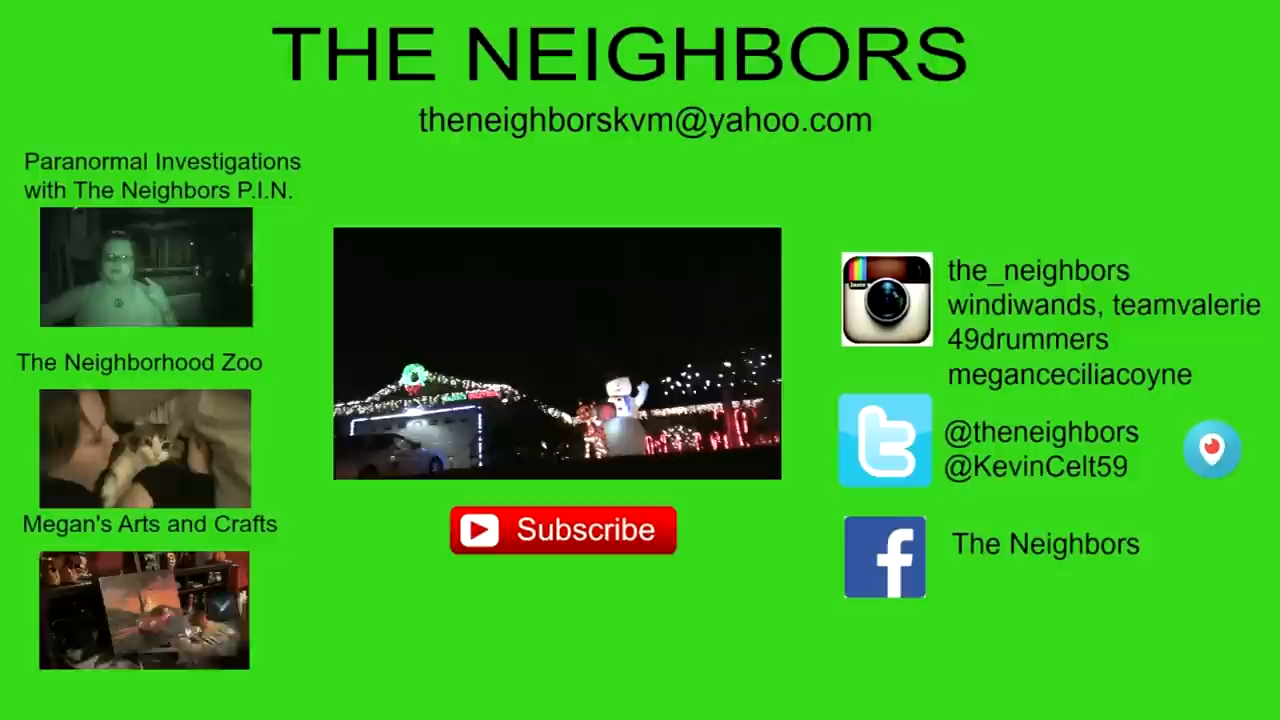 THE NEIGHBORS
theneighborskvm@yahoo.com
Paranormal Investigations
with The Neighbors P.I.N.
The Neighborhood Zoo
Megan's Arts and Crafts
Subscribe
the_neighbors
windiwands, teamvalerie
49drummers
meganceciliacoyne
@theneighbors
@KevinCelt59
The Neighbors